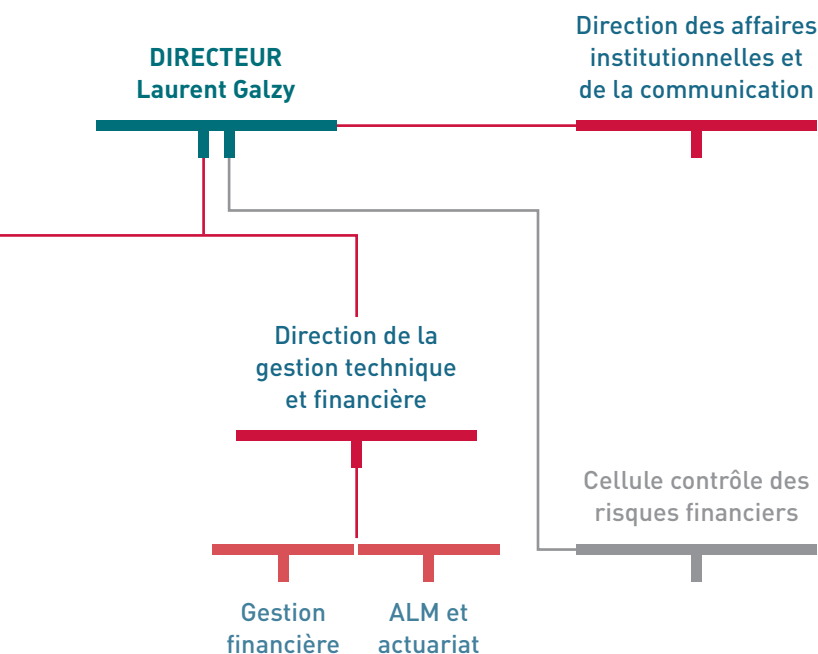 DIRECTEUR
Laurent Galzy
Direction des affaires
institutionnelles et
de la communication
Direction de la
gestion technique
et financière
Cellule contrôle des
risques financiers
Gestion
financière
ALM et
actuariat